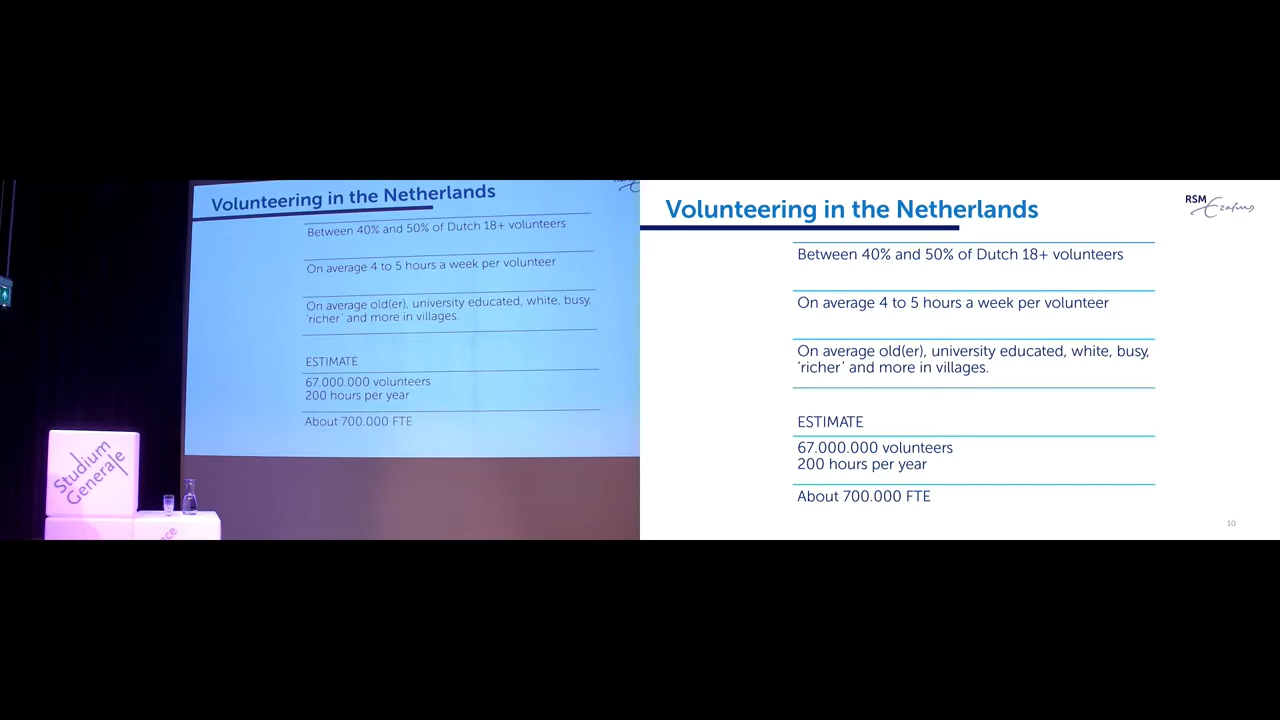 Volunteering in the Netherlands
Between 40% and 50% of Dutch 18+ volunteers
On average 4 to 5 hours a week per volunteer
On average old(er), university educated, white, busy,
‘richer’ and more in villages.
ESTIMATE
67.000.000 volunteers
200 hours per year
About 700.000 FTE
Studium
Generale
Volunteering in the Netherlands
RSM
Erasmus
Between 40% and 50% of Dutch 18+ volunteers
On average 4 to 5 hours a week per volunteer
On average old(er), university educated, white, busy,
‘richer’ and more in villages.
ESTIMATE
67.000.000 volunteers
200 hours per year
About 700.000 FTE
10